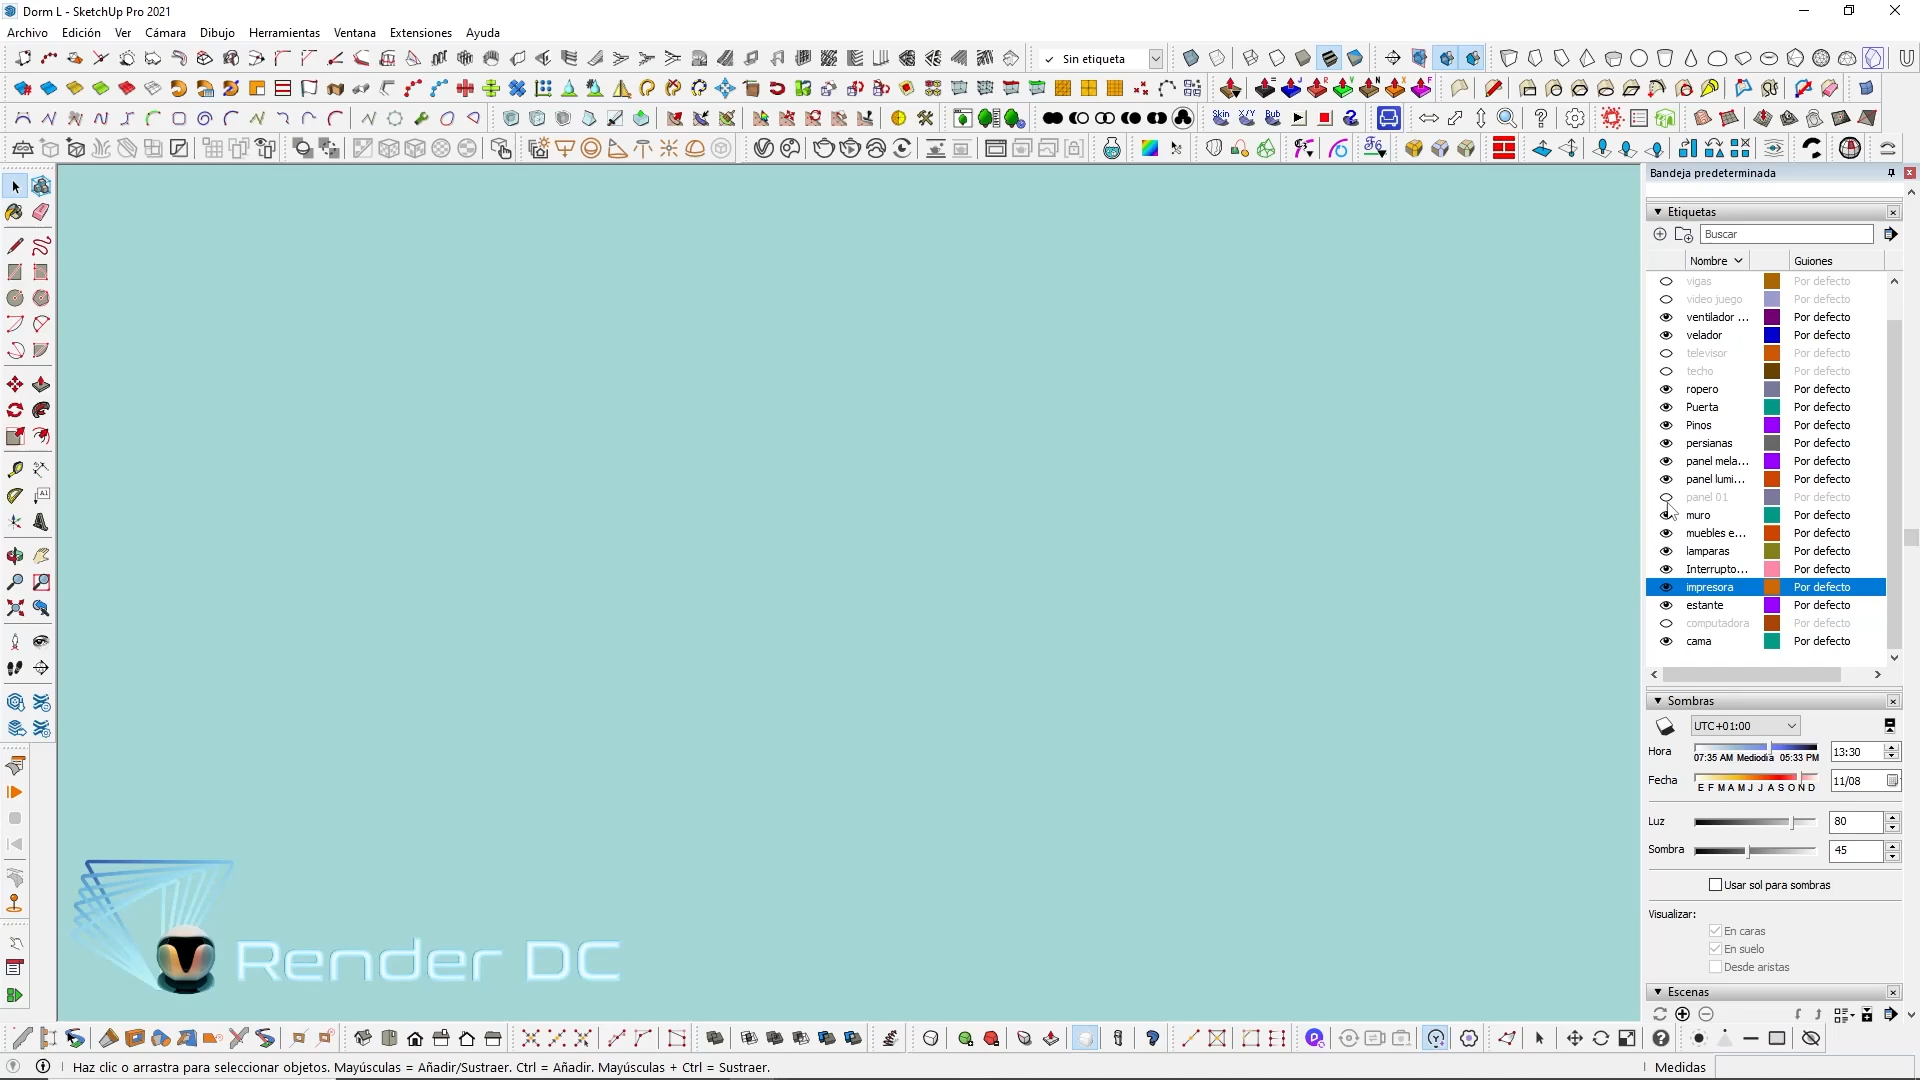 Dorm L - SketchUp Pro 2021
Archivo Edición Ver Cámara Dibujo Herramientas Ventana Extensiones Ayuda
Sin etiqueta
Skin X/Y Bub
Bandeja predeterminada
Etiquetas
Buscar
Nombre Guiones
vigas Por defecto
video juego Por defecto
ventilador ... Por defecto
velador Por defecto
televisor Por defecto
techo Por defecto
ropero Por defecto
Puerta Por defecto
Pinos Por defecto
persianas Por defecto
panel mela... Por defecto
panel lumi... Por defecto
panel 01 Por defecto
muro Por defecto
muebles e... Por defecto
lamparas Por defecto
Interrupto... Por defecto
impresora Por defecto
estante Por defecto
computadora Por defecto
cama Por defecto
Sombras
UTC+01:00
Hora 13:30
07:35 AM Mediodía 05:33 PM
Fecha 11/08
E F M A M J J A S O N D
Luz 80
Sombra 45
Usar sol para sombras
Visualizar:
En caras
En suelo
Desde aristas
Escenas
Render DC
Haz clic o arrastra para seleccionar objetos. Mayúsculas = Añadir/Sustraer. Ctrl = Añadir. Mayúsculas + Ctrl = Sustraer.
Medidas